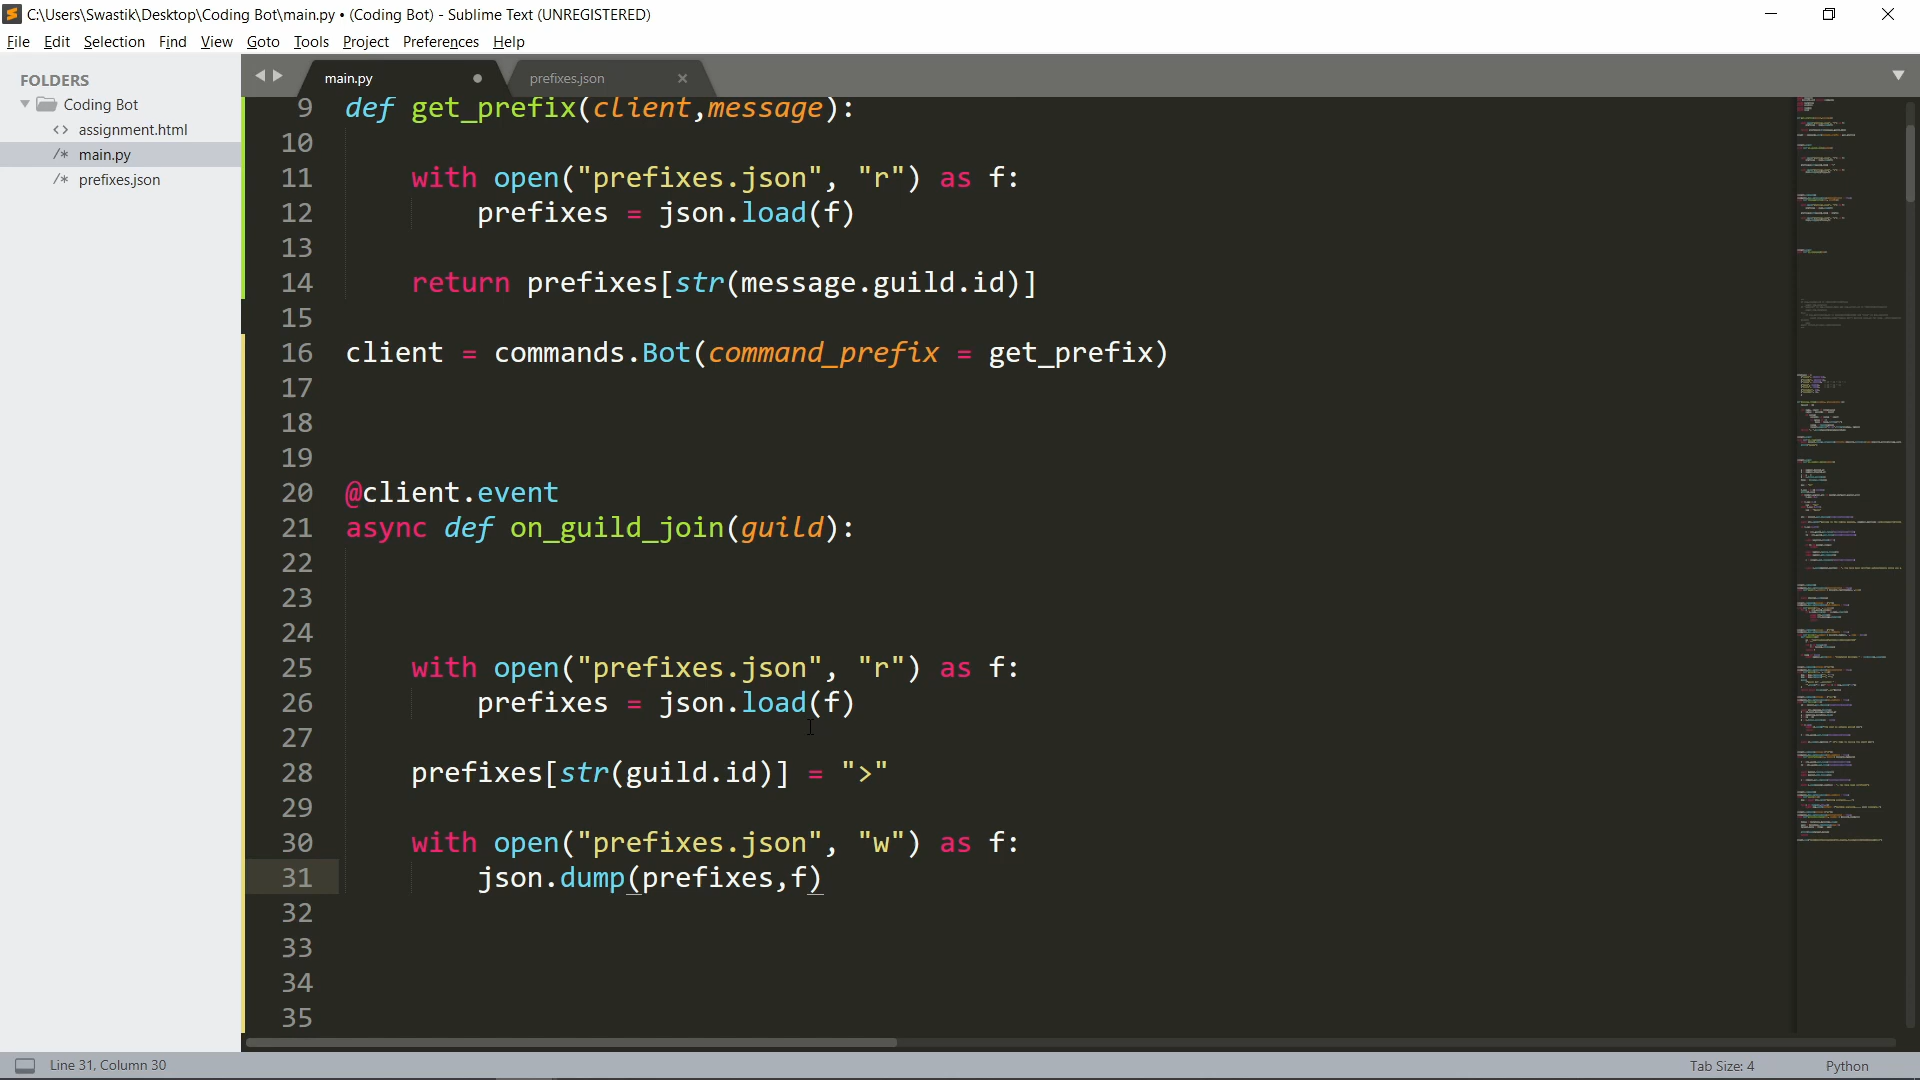 C:\Users\Swastik\Desktop\Coding Bot\main.py • (Coding Bot) - Sublime Text (UNREGISTERED)
File Edit Selection Find View Goto Tools Project Preferences Help
FOLDERS
Coding Bot
<> assignment.html
/* main.py
/* prefixes.json
main.py
prefixes.json
9 def get_prefix(client,message):
10
11 with open("prefixes.json", "r") as f:
12 prefixes = json.load(f)
13
14 return prefixes[str(message.guild.id)]
15
16 client = commands.Bot(command_prefix = get_prefix)
17
18
19
20 @client.event
21 async def on_guild_join(guild):
22
23
24
25 with open("prefixes.json", "r") as f:
26 prefixes = json.load(f)
27
28 prefixes[str(guild.id)] = ">"
29
30 with open("prefixes.json", "w") as f:
31 json.dump(prefixes,f)
32
33
34
35
Line 31, Column 30
Tab Size: 4
Python